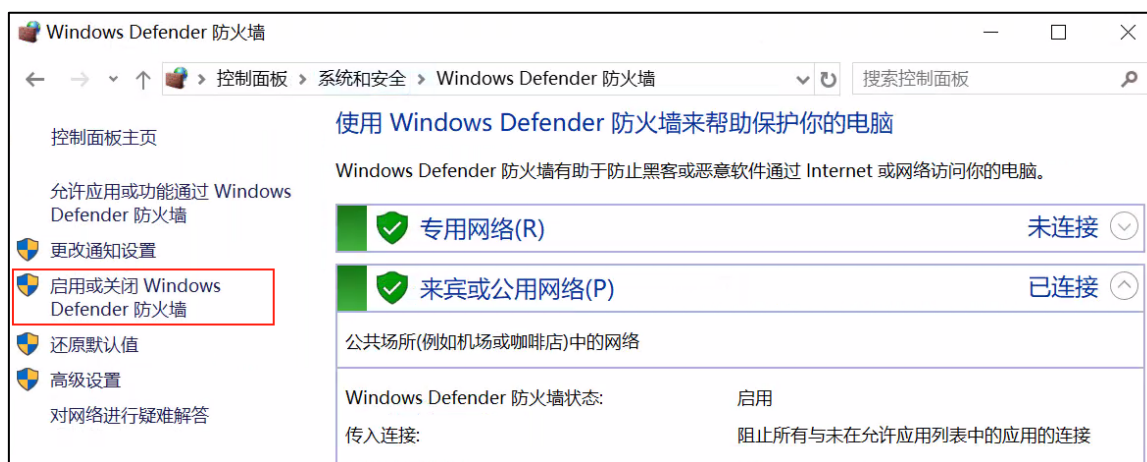 Windows Defender 防火墙
控制面板 > 系统和安全 > Windows Defender 防火墙
搜索控制面板
控制面板主页
允许应用或功能通过 Windows
Defender 防火墙
更改通知设置
启用或关闭 Windows
Defender 防火墙
还原默认值
高级设置
对网络进行疑难解答
使用 Windows Defender 防火墙来帮助保护你的电脑
Windows Defender 防火墙有助于防止黑客或恶意软件通过 Internet 或网络访问你的电脑。
专用网络(R) 未连接
来宾或公用网络(P) 已连接
公共场所(例如机场或咖啡店)中的网络
Windows Defender 防火墙状态: 启用
传入连接: 阻止所有与未在允许应用列表中的应用的连接